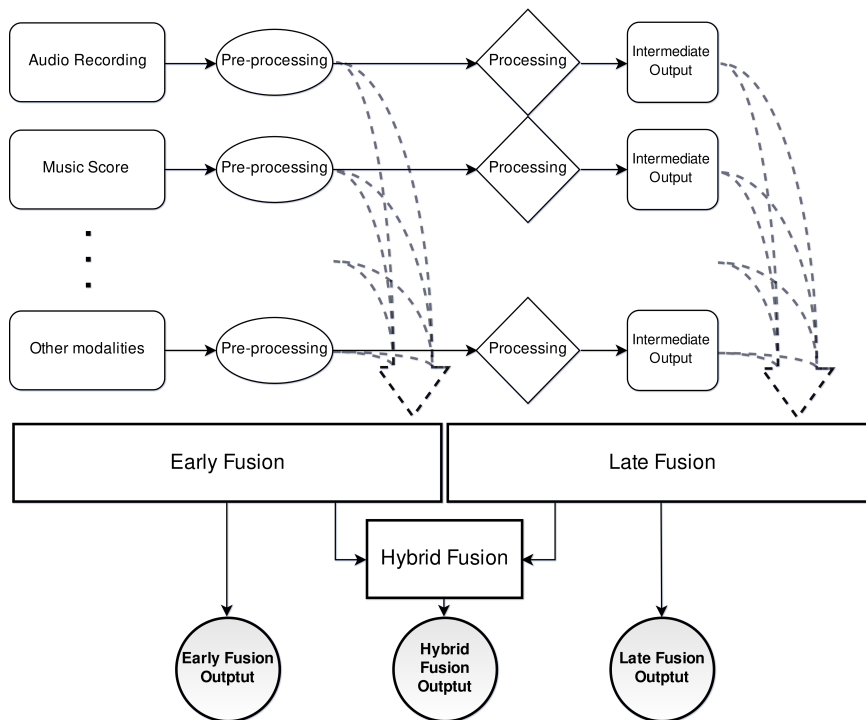 Audio Recording
Pre-processing
Processing
Intermediate
Output
Music Score
Pre-processing
Processing
Intermediate
Output
Other modalities
Pre-processing
Processing
Intermediate
Output
Early Fusion
Late Fusion
Hybrid Fusion
Early Fusion
Outptut
Hybrid
Fusion
Outptut
Late Fusion
Outptut